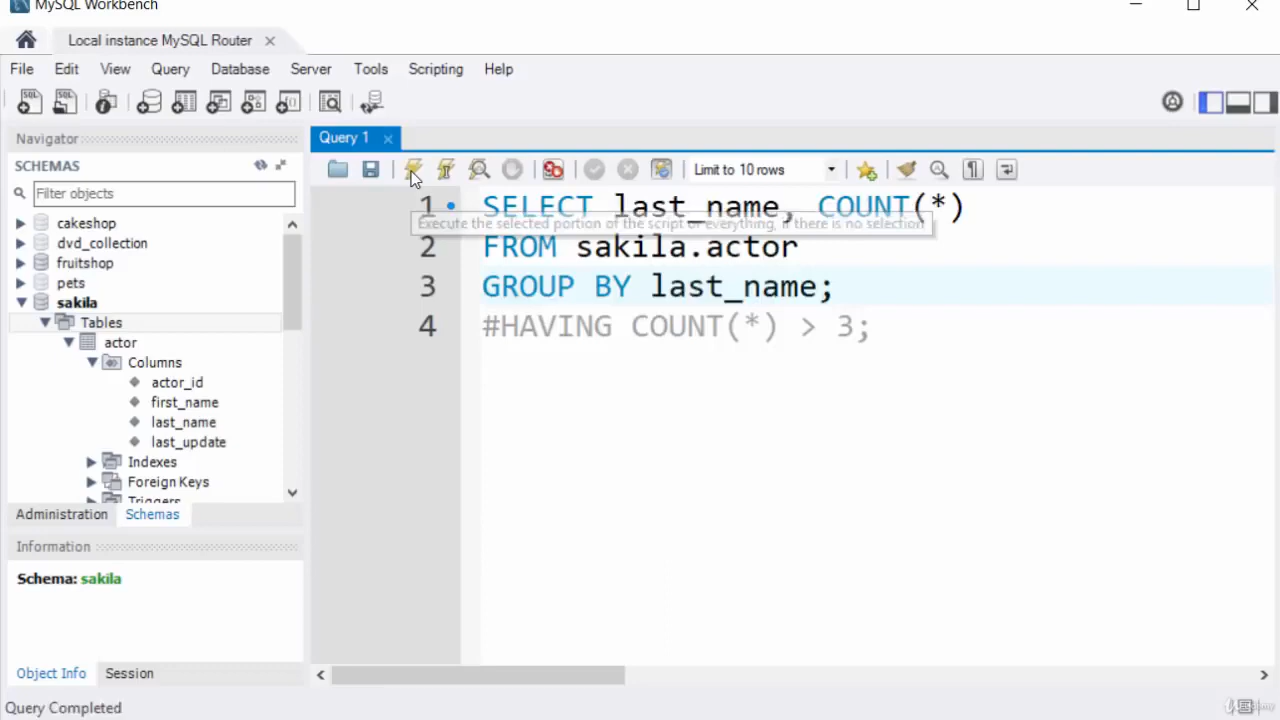 MySQL Workbench
Local instance MySQL Router
File Edit View Query Database Server Tools Scripting Help
Navigator
SCHEMAS
Filter objects
cakeshop
dvd_collection
fruitshop
pets
sakila
Tables
actor
Columns
actor_id
first_name
last_name
last_update
Indexes
Foreign Keys
Triggers
Administration Schemas
Information
Schema: sakila
Object Info Session
Query Completed
Query 1
Limit to 10 rows
1 SELECT last_name, COUNT(*)
Execute the selected portion of the script or everything, if there is no selection
2 FROM sakila.actor
3 GROUP BY last_name;
4 #HAVING COUNT(*) > 3;